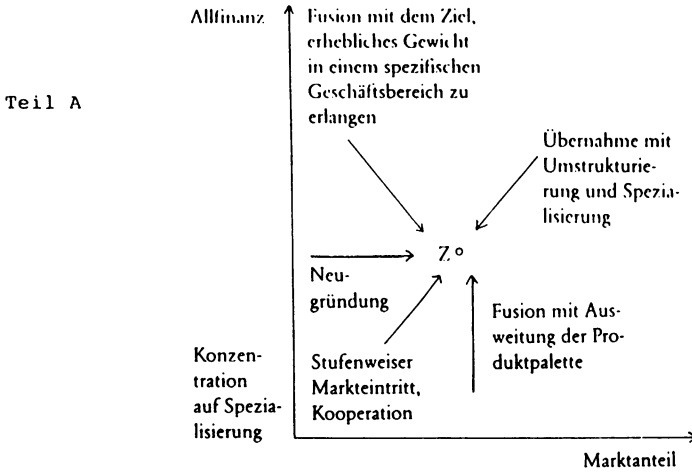 Teil A
Allfinanz
Fusion mit dem Ziel,
erhebliches Gewicht
in einem spezifischen
Geschäftsbereich zu
erlangen
Übernahme mit
Umstrukturie-
rung und Spezia-
lisierung
Z°
Neu-
gründung
Fusion mit Aus-
weitung der Pro-
duktpalette
Stufenweiser
Markteintritt,
Kooperation
Konzen-
tration
auf Spezia-
lisierung
Marktanteil